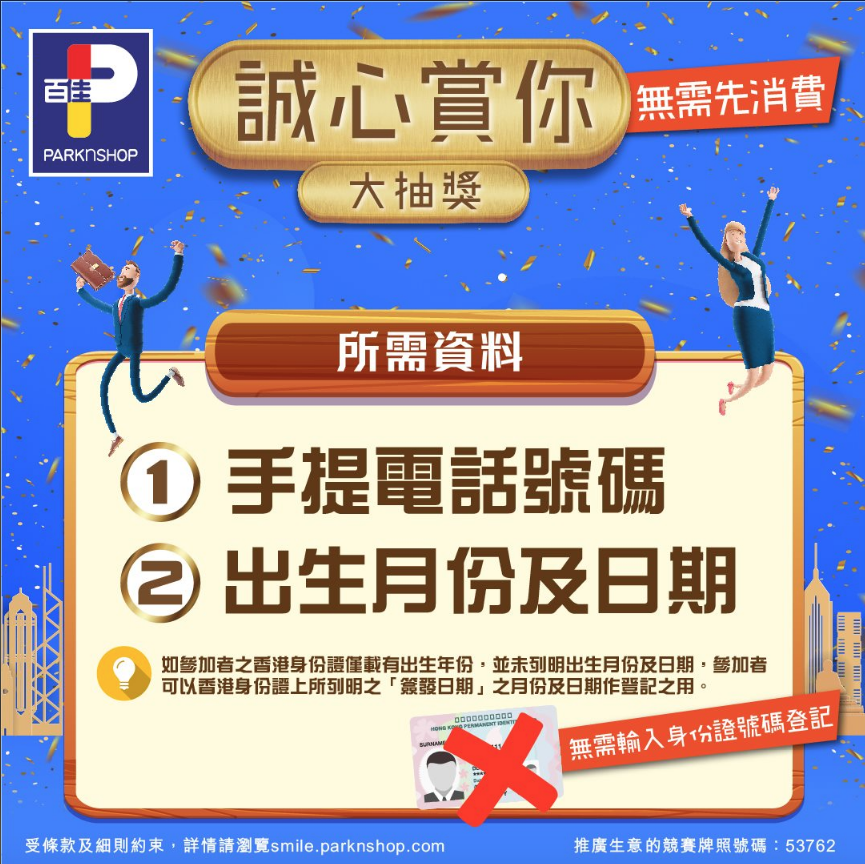 百佳
PARKNSHOP
誠心賞你
無需先消費
大抽獎
所需資料
1 手提電話號碼
2 出生月份及日期
如參加者之香港身份證僅載有出生年份，並未列明出生月份及日期，參加者
可以香港身份證上所列明之「簽發日期」之月份及日期作登記之用。
HONG KONG PERMANENT IDENTI
SURNAME
無需輸入身份證號碼登記
受條款及細則約束，詳情請瀏覽smile.parknshop.com
推廣生意的競賽牌照號碼：53762